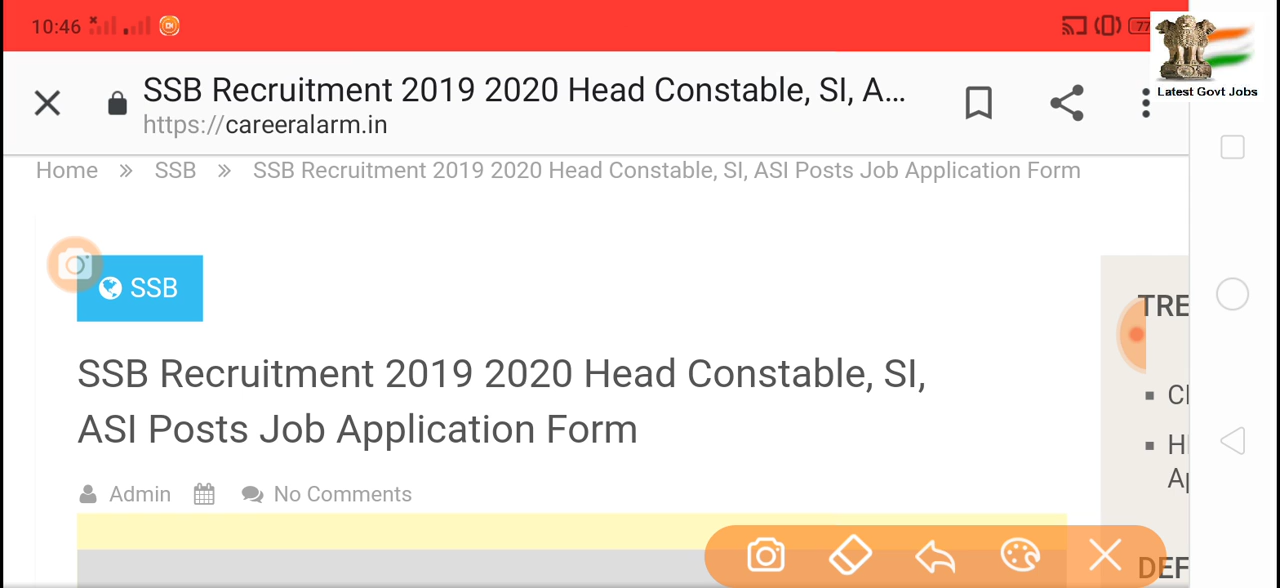 10:46
77
Latest Govt Jobs
SSB Recruitment 2019 2020 Head Constable, SI, A...
https://careeralarm.in
Home » SSB » SSB Recruitment 2019 2020 Head Constable, SI, ASI Posts Job Application Form
SSB
TRE
SSB Recruitment 2019 2020 Head Constable, SI,
ASI Posts Job Application Form
Admin No Comments
DEF